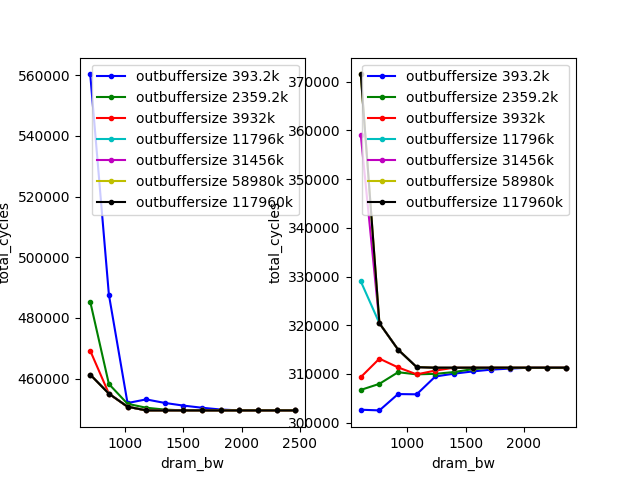 560000
540000
520000
500000
480000
460000
total_cycles
1000
1500
2000
2500
dram_bw
outbuffersize 393.2k
outbuffersize 2359.2k
outbuffersize 3932k
outbuffersize 11796k
outbuffersize 31456k
outbuffersize 58980k
outbuffersize 117960k
370000
360000
350000
340000
330000
320000
310000
300000
total_cycles
1000
1500
2000
dram_bw
outbuffersize 393.2k
outbuffersize 2359.2k
outbuffersize 3932k
outbuffersize 11796k
outbuffersize 31456k
outbuffersize 58980k
outbuffersize 117960k